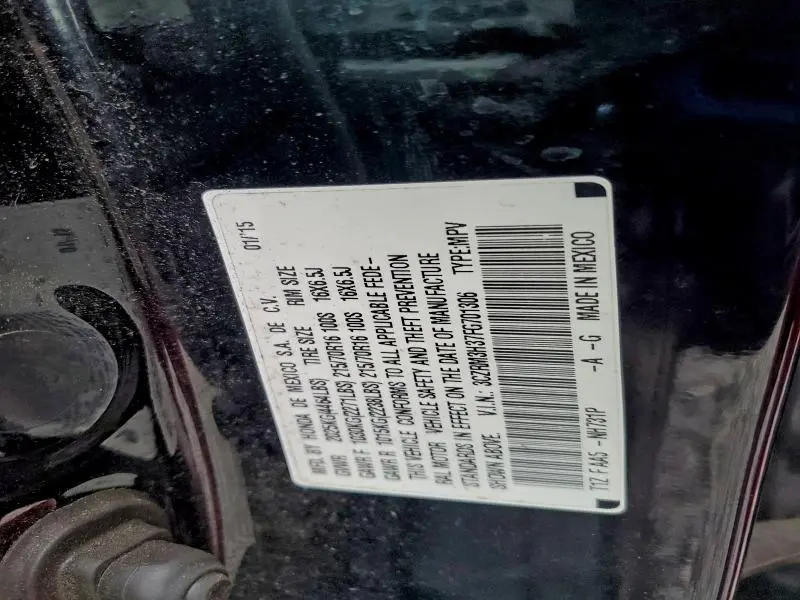 01/'15
MFD. BY HONDA DE MEXICO S.A. DE C.V.
TIRE SIZE RIM SIZE
GVWR 2025KG(4464LBS)
GAWR F 1030KG(2271LBS) 215/70R16 100S 16X6.5J
GAWR R 1015KG(2238LBS) 215/70R16 100S 16X6.5J
THIS VEHICLE CONFORMS TO ALL APPLICABLE FEDE-
RAL MOTOR VEHICLE SAFETY AND THEFT PREVENTION
STANDARDS IN EFFECT ON THE DATE OF MANUFACTURE
SHOWN ABOVE. V.I.N.: 3CZRM3H37FG701306 TYPE:MPV
T1Z F AA5 - NH731P -A -G MADE IN MEXICO